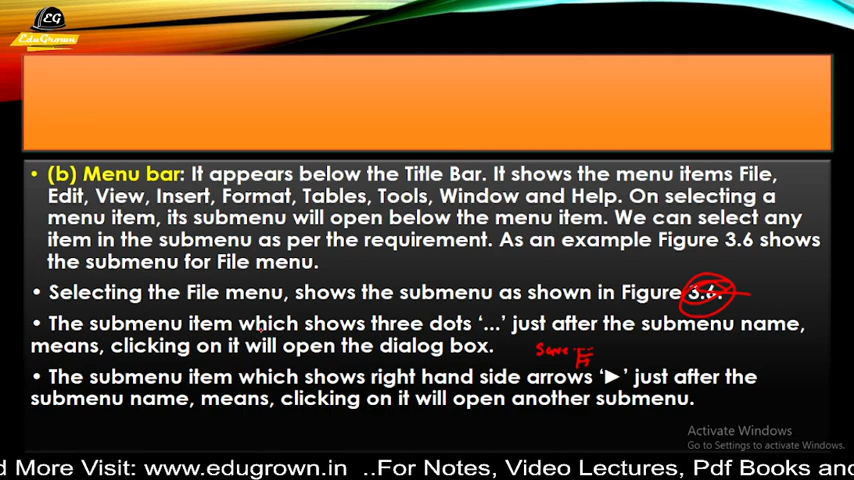 EG
EduGrown
• (b) Menu bar: It appears below the Title Bar. It shows the menu items File,
Edit, View, Insert, Format, Tables, Tools, Window and Help. On selecting a
menu item, its submenu will open below the menu item. We can select any
item in the submenu as per the requirement. As an example Figure 3.6 shows
the submenu for File menu.
• Selecting the File menu, shows the submenu as shown in Figure 3.6.
• The submenu item which shows three dots ‘...’ just after the submenu name,
means, clicking on it will open the dialog box.
Save
• The submenu item which shows right hand side arrows ‘►’ just after the
submenu name, means, clicking on it will open another submenu.
Activate Windows
Go to Settings to activate Windows.
d More Visit: www.edugrown.in ..For Notes, Video Lectures, Pdf Books and